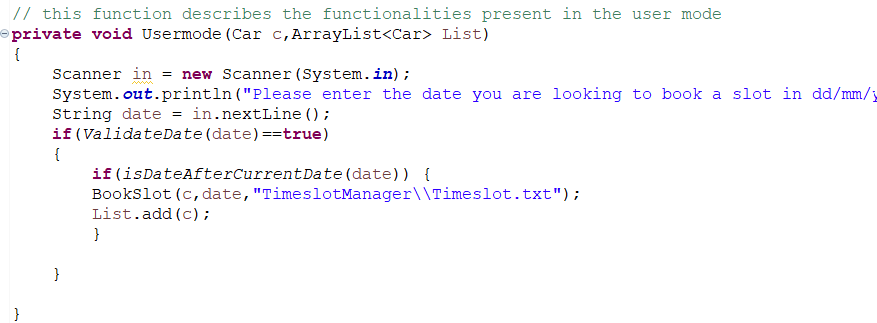 // this function describes the functionalities present in the user mode
private void Usermode(Car c,ArrayList<Car> List)
{
Scanner in = new Scanner(System.in);
System.out.println("Please enter the date you are looking to book a slot in dd/mm/y
String date = in.nextLine();
if(ValidateDate(date)==true)
{
if(isDateAfterCurrentDate(date)) {
BookSlot(c,date,"TimeslotManager\\Timeslot.txt");
List.add(c);
}
}
}